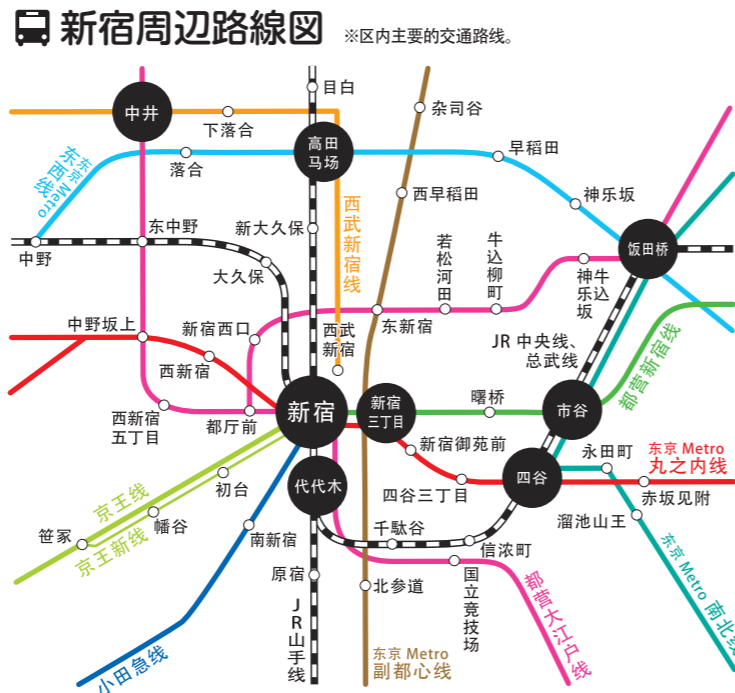 新宿周辺路線図
※区内主要的交通路线。
目白
中井
下落合
杂司谷
高田
马场
早稻田
东京 Metro
东西线
落合
西早稻田
神乐坂
西武新宿线
新大久保
东中野
中野
大久保
若松河田
牛込柳町
饭田桥
牛込
神乐坂
新宿西口
东新宿
中野坂上
西武
新宿
JR 中央线、
总武线
都营新宿线
西新宿
新宿
新宿
三丁目
曙桥
市谷
西新宿
五丁目
都厅前
新宿御苑前
永田町
东京 Metro
丸之内线
四谷
代代木
四谷三丁目
赤坂见附
初台
京王线
幡谷
溜池山王
笹冢
京王新线
南新宿
千駄谷
信浓町
原宿
北参道
国立竞技场
都营大江户线
东京 Metro 南北线
JR山手线
东京 Metro
副都心线
小田急线